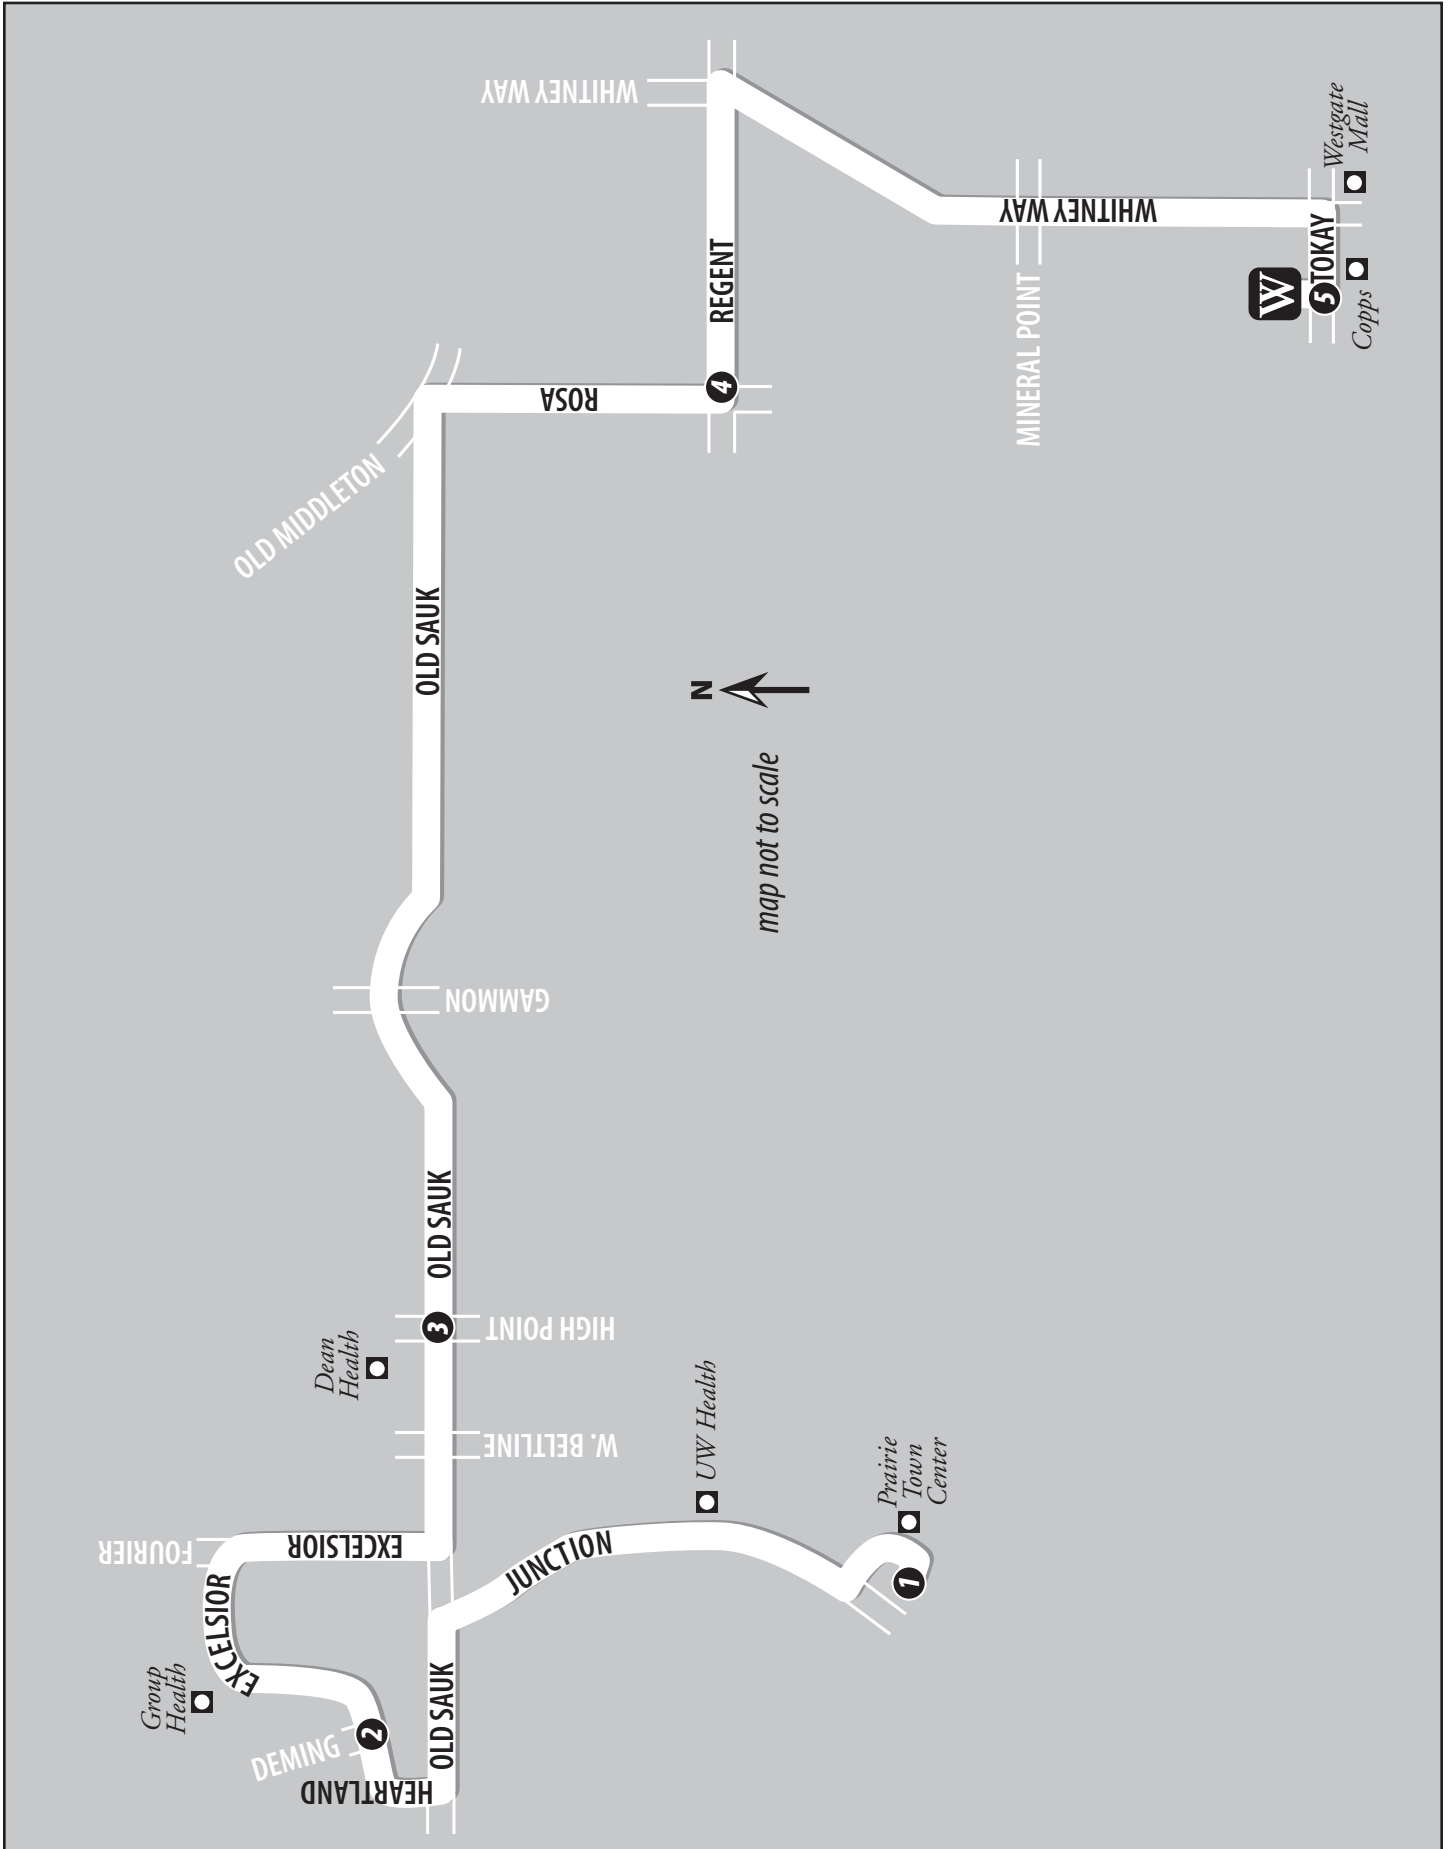 WHITNEY WAY
Westgate
Mall
WHITNEY WAY
TOKAY
REGENT
W
5
Copps
MINERAL POINT
4
ROSA
OLD MIDDLETON
OLD SAUK
N
map not to scale
GAMMON
OLD SAUK
3
HIGH POINT
Dean
Health
W. BELTLINE
UW Health
Prairie
Town
Center
1
JUNCTION
EXCELSIOR
FOURIER
EXCELSIOR
Group
Health
2
DEMING
OLD SAUK
HEARTLAND